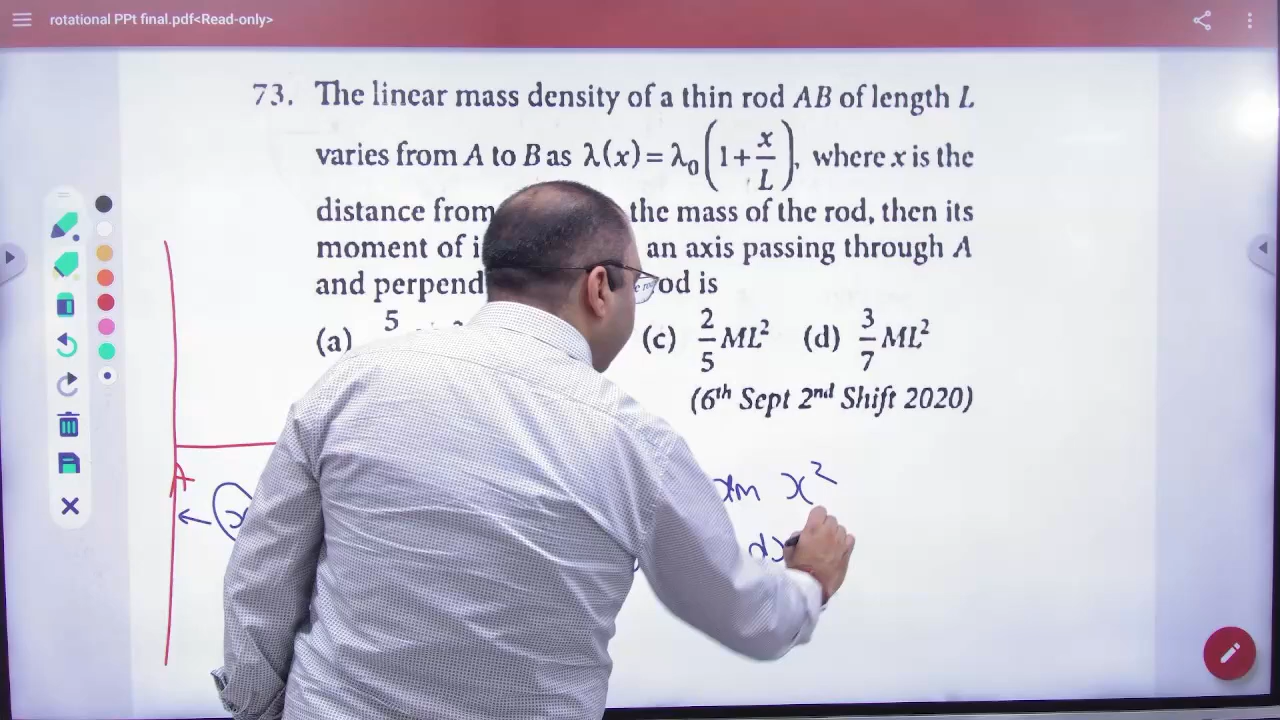 rotational PPt final.pdf<Read-only>
73. The linear mass density of a thin rod AB of length L
varies from A to B as λ(x) = λ₀(1 + x/L), where x is the
distance from the mass of the rod, then its
moment of an axis passing through A
and is
(a) 5 (c) 2/5 ML² (d) 3/7 ML²
(6th Sept 2nd Shift 2020)
dm x²
A
x